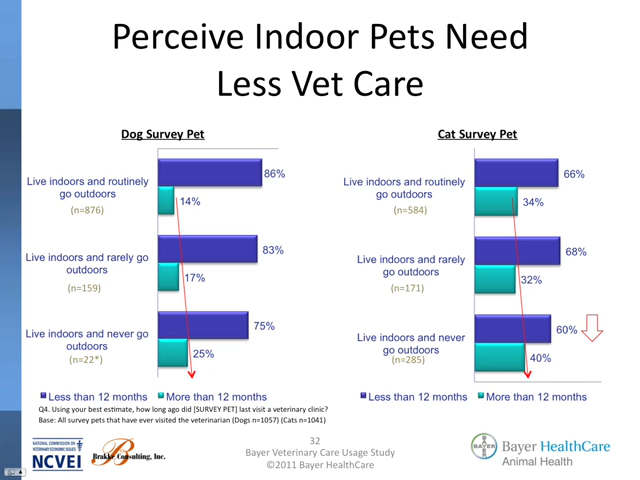 Perceive Indoor Pets Need
Less Vet Care
Dog Survey Pet
Live indoors and routinely
go outdoors
(n=876)
86%
14%
Live indoors and rarely go
outdoors
(n=159)
83%
17%
Live indoors and never go
outdoors
(n=22*)
75%
25%
Less than 12 months More than 12 months
Cat Survey Pet
Live indoors and routinely
go outdoors
(n=584)
66%
34%
Live indoors and rarely
go outdoors
(n=171)
68%
32%
Live indoors and never
go outdoors
(n=285)
60%
40%
Less than 12 months More than 12 months
Q4. Using your best estimate, how long ago did [SURVEY PET] last visit a veterinary clinic?
Base: All survey pets that have ever visited the veterinarian (Dogs n=1057) (Cats n=1041)
NATIONAL COMMISSION ON
VETERINARY ECONOMIC ISSUES
NCVEI
Brakke Consulting, Inc.
32
Bayer Veterinary Care Usage Study
©2011 Bayer HealthCare
BAYER
Bayer HealthCare
Animal Health